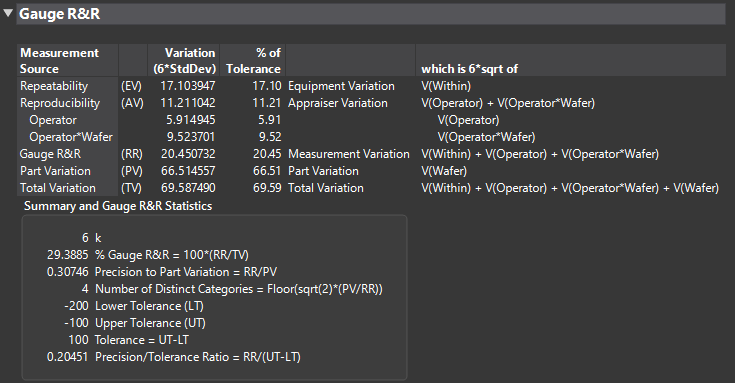 Gauge R&R
Measurement Source Variation (6*StdDev) % of Tolerance which is 6*sqrt of
Repeatability (EV) 17.103947 17.10 Equipment Variation V(Within)
Reproducibility (AV) 11.211042 11.21 Appraiser Variation V(Operator) + V(Operator*Wafer)
Operator 5.914945 5.91 V(Operator)
Operator*Wafer 9.523701 9.52 V(Operator*Wafer)
Gauge R&R (RR) 20.450732 20.45 Measurement Variation V(Within) + V(Operator) + V(Operator*Wafer)
Part Variation (PV) 66.514557 66.51 Part Variation V(Wafer)
Total Variation (TV) 69.587490 69.59 Total Variation V(Within) + V(Operator) + V(Operator*Wafer) + V(Wafer)
Summary and Gauge R&R Statistics
6 k
29.3885 % Gauge R&R = 100*(RR/TV)
0.30746 Precision to Part Variation = RR/PV
4 Number of Distinct Categories = Floor(sqrt(2)*(PV/RR))
-200 Lower Tolerance (LT)
-100 Upper Tolerance (UT)
100 Tolerance = UT-LT
0.20451 Precision/Tolerance Ratio = RR/(UT-LT)